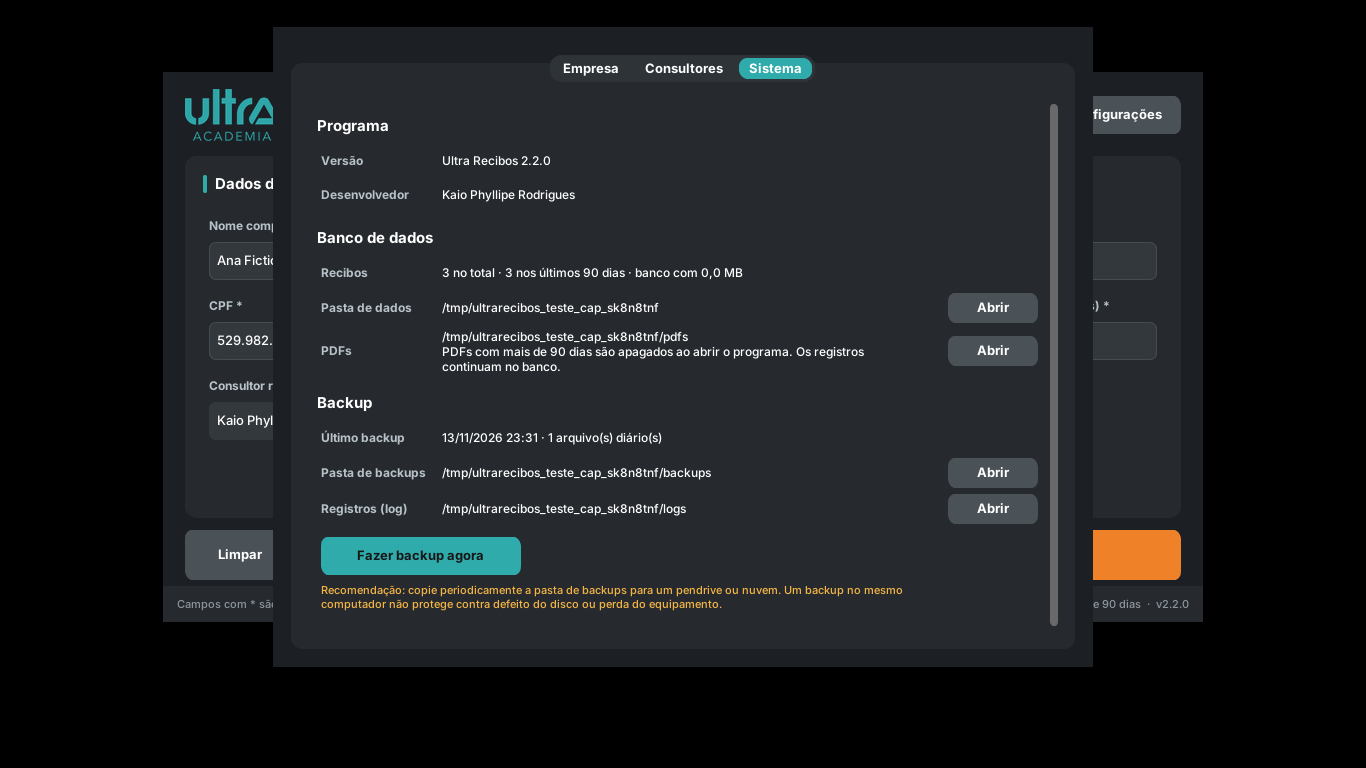 Empresa Consultores Sistema
ultra
ACADEMIA
figurações
Programa
Versão Ultra Recibos 2.2.0
Desenvolvedor Kaio Phyllipe Rodrigues
Banco de dados
Recibos 3 no total · 3 nos últimos 90 dias · banco com 0,0 MB
Pasta de dados /tmp/ultrarecibos_teste_cap_sk8n8tnf Abrir
PDFs /tmp/ultrarecibos_teste_cap_sk8n8tnf/pdfs
PDFs com mais de 90 dias são apagados ao abrir o programa. Os registros
continuam no banco.
Abrir
Backup
Último backup 13/11/2026 23:31 · 1 arquivo(s) diário(s)
Pasta de backups /tmp/ultrarecibos_teste_cap_sk8n8tnf/backups Abrir
Registros (log) /tmp/ultrarecibos_teste_cap_sk8n8tnf/logs Abrir
Fazer backup agora
Recomendação: copie periodicamente a pasta de backups para um pendrive ou nuvem. Um backup no mesmo
computador não protege contra defeito do disco ou perda do equipamento.
Dados d
Nome comp
Ana Fictic
CPF *
529.982.
s) *
Consultor r
Kaio Phyl
Limpar
Campos com * são
e 90 dias · v2.2.0